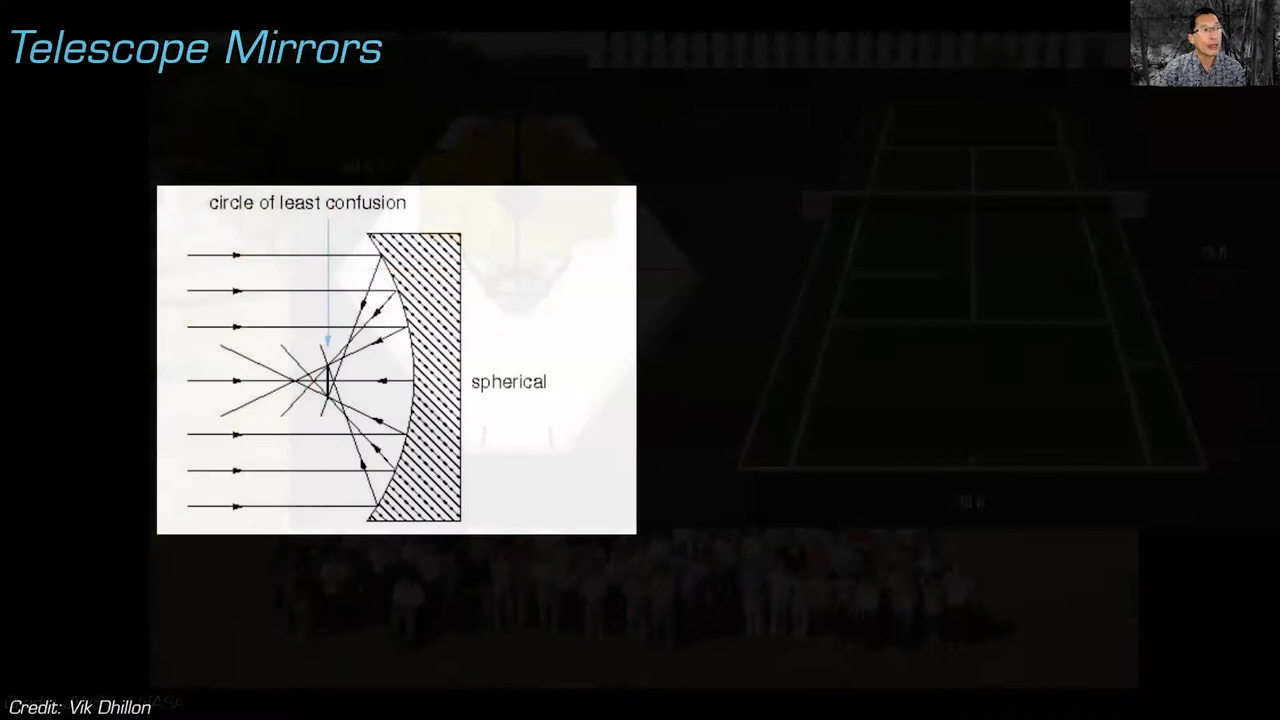 Telescope Mirrors
circle of least confusion
spherical
Credit: Vik Dhillon